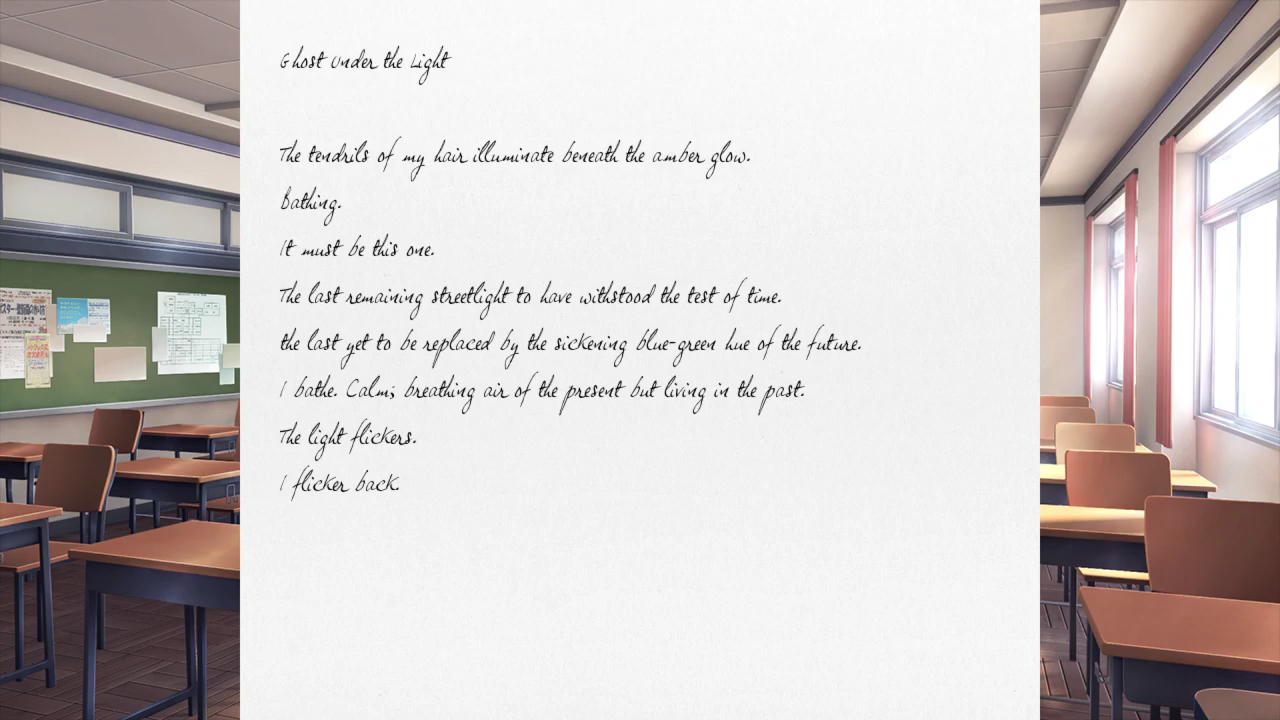 Ghost Under the Light
The tendrils of my hair illuminate beneath the amber glow.
Bathing.
It must be this one.
The last remaining streetlight to have withstood the test of time.
the last yet to be replaced by the sickening blue-green hue of the future.
I bathe. Calm; breathing air of the present but living in the past.
The light flickers.
I flicker back.